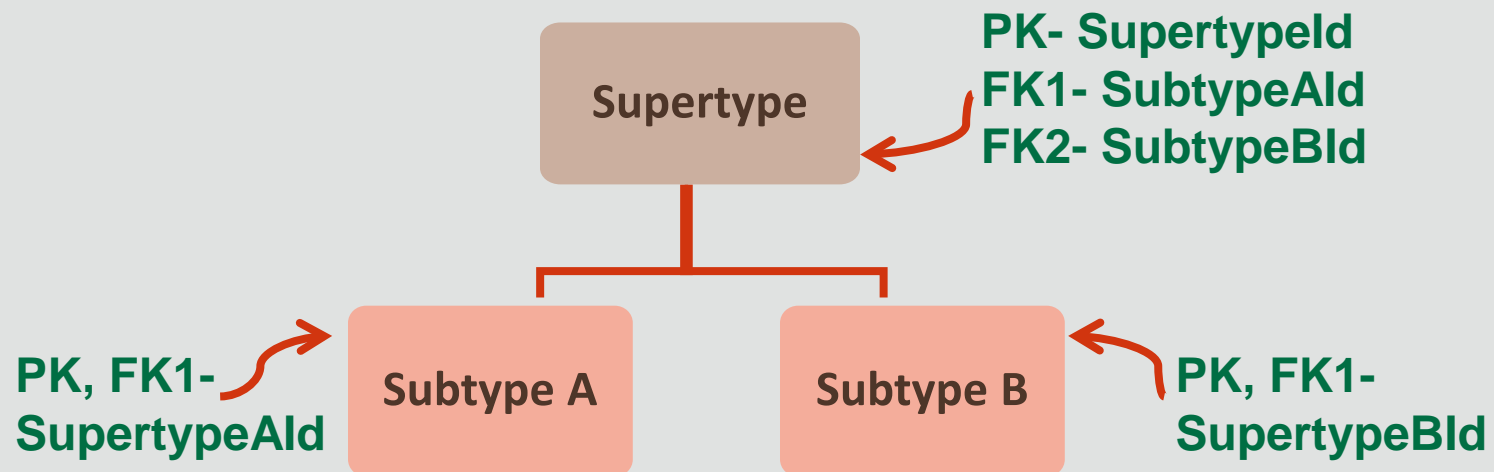 PK- SupertypeId
FK1- SubtypeAId
FK2- SubtypeBId
Supertype
PK, FK1-
SupertypeAId
Subtype A
Subtype B
PK, FK1-
SupertypeBId